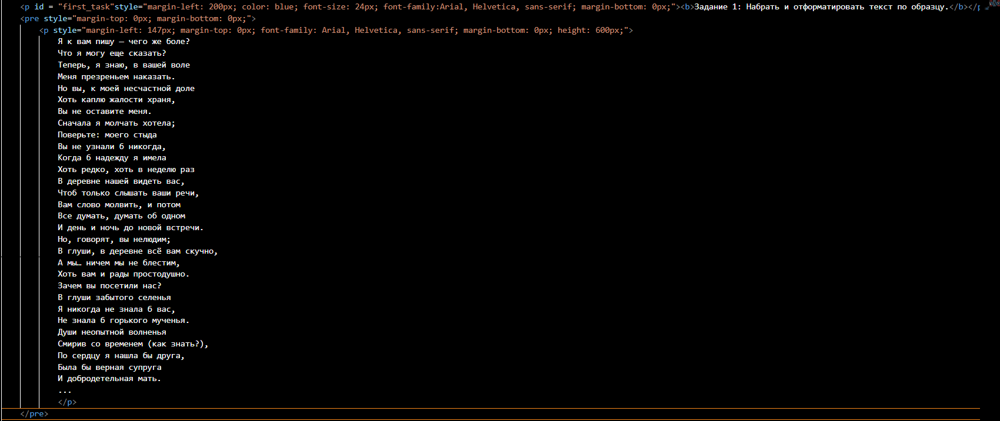 <p id = "first_task"style="margin-left: 200px; color: blue; font-size: 24px; font-family:Arial, Helvetica, sans-serif; margin-bottom: 0px;"><b>Задание 1: Набрать и отформатировать текст по образцу.</b></p
<pre style="margin-top: 0px; margin-bottom: 0px;">
<p style="margin-left: 147px; margin-top: 0px; font-family: Arial, Helvetica, sans-serif; margin-bottom: 0px; height: 600px;">
Я к вам пишу – чего же боле?
Что я могу еще сказать?
Теперь, я знаю, в вашей воле
Меня презреньем наказать.
Но вы, к моей несчастной доле
Хоть каплю жалости храня,
Вы не оставите меня.
Сначала я молчать хотела;
Поверьте: моего стыда
Вы не узнали б никогда,
Когда б надежду я имела
Хоть редко, хоть в неделю раз
В деревне нашей видеть вас,
Чтоб только слышать ваши речи,
Вам слово молвить, и потом
Все думать, думать об одном
И день и ночь до новой встречи.
Но, говорят, вы нелюдим;
В глуши, в деревне всё вам скучно,
А мы… ничем мы не блестим,
Хоть вам и рады простодушно.
Зачем вы посетили нас?
В глуши забытого селенья
Я никогда не знала б вас,
Не знала б горького мученья.
Души неопытной волненья
Смирив со временем (как знать?),
По сердцу я нашла бы друга,
Была бы верная супруга
И добродетельная мать.
...
</p>
</pre>